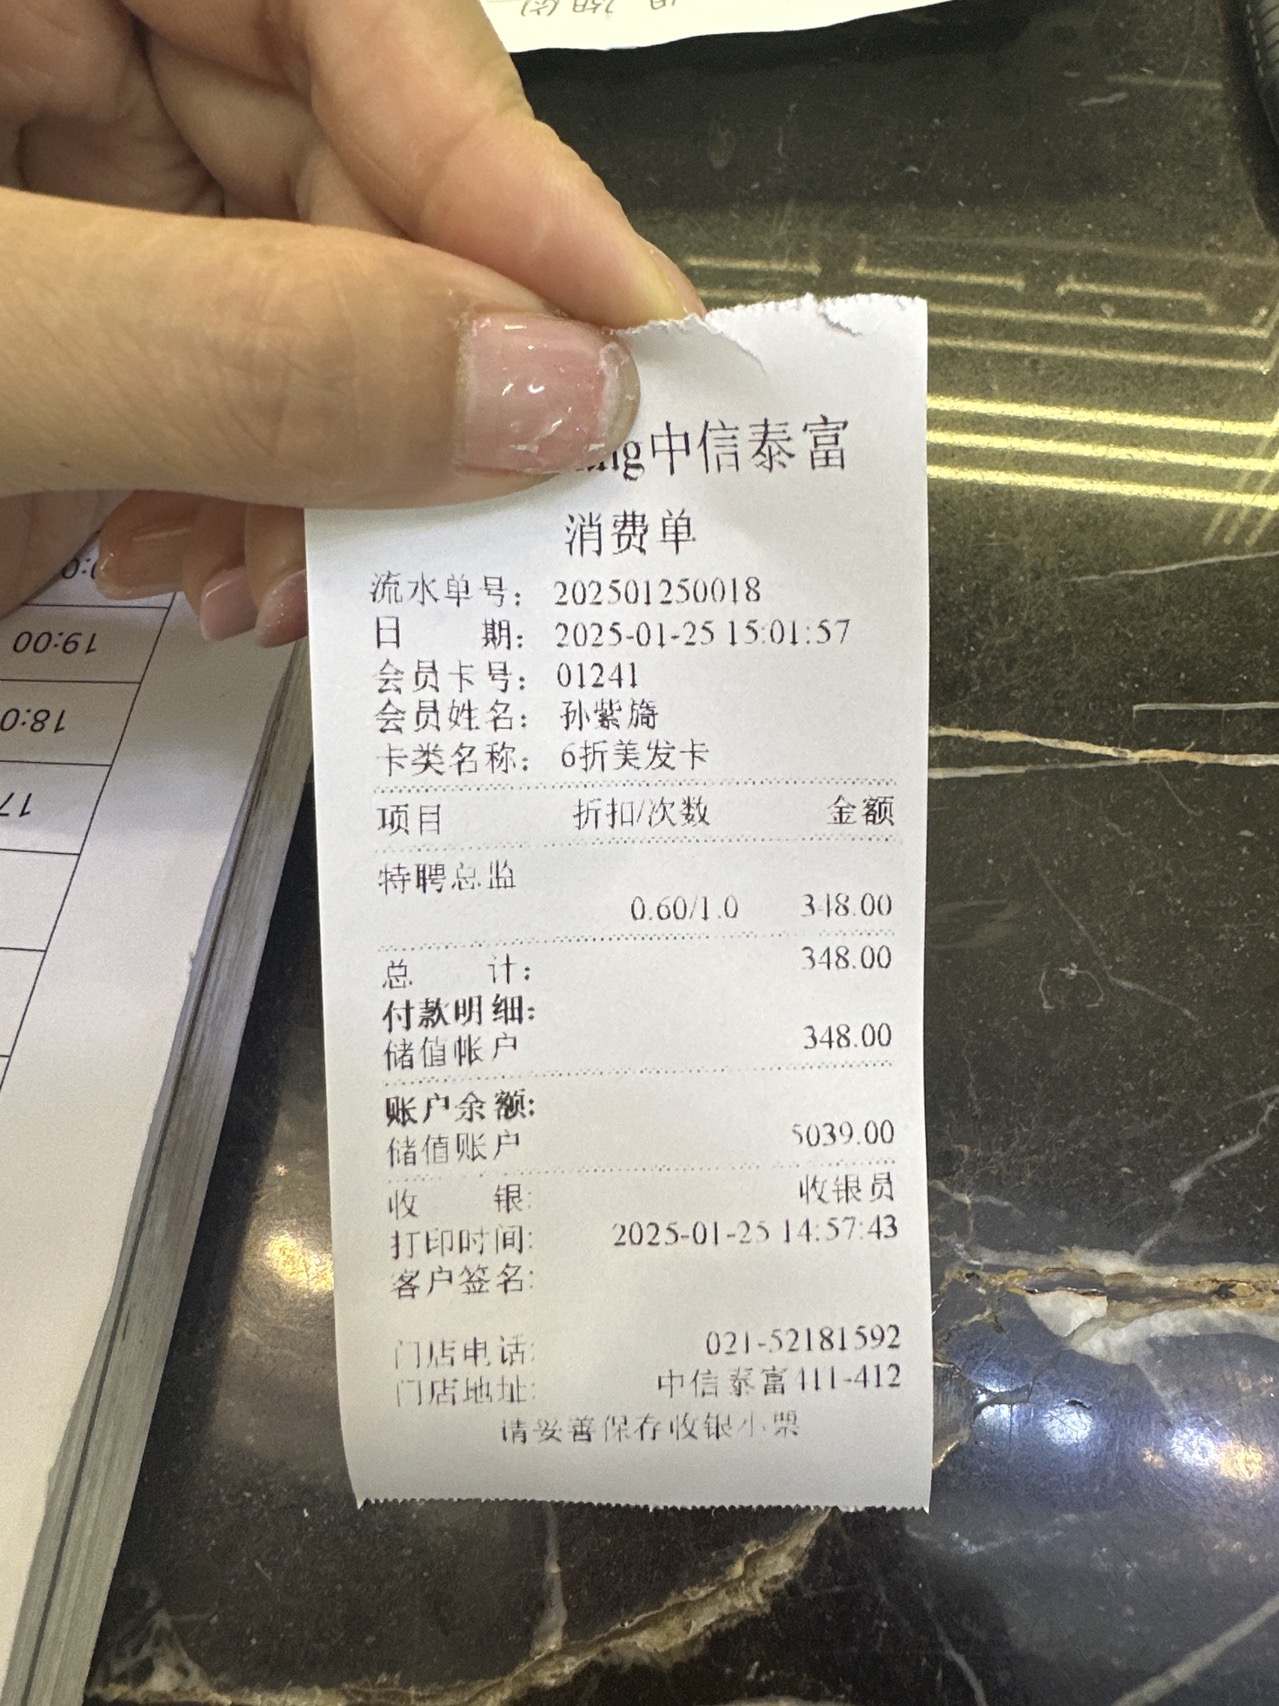 中信泰富
消费单
流水单号： 202501250018
日 期： 2025-01-25 15:01:57
会员卡号： 01241
会员姓名： 孙紫旖
卡类名称： 6折美发卡
项目 折扣/次数 金额
特聘总监
0.60/1.0 348.00
总 计： 348.00
付款明细:
储值帐户 348.00
账户余额:
储值账户 5039.00
收 银: 收银员
打印时间: 2025-01-25 14:57:43
客户签名:
门店电话: 021-52181592
门店地址: 中信泰富411-412
请妥善保存收银小票
19:00
18:0
17